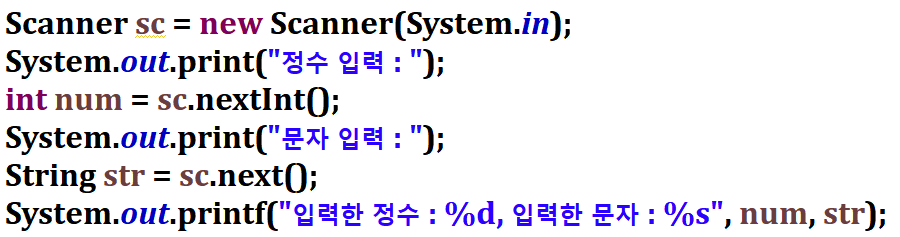 Scanner sc = new Scanner(System.in);
System.out.print("정수 입력 : ");
int num = sc.nextInt();
System.out.print("문자 입력 : ");
String str = sc.next();
System.out.printf("입력한 정수 : %d, 입력한 문자 : %s", num, str);